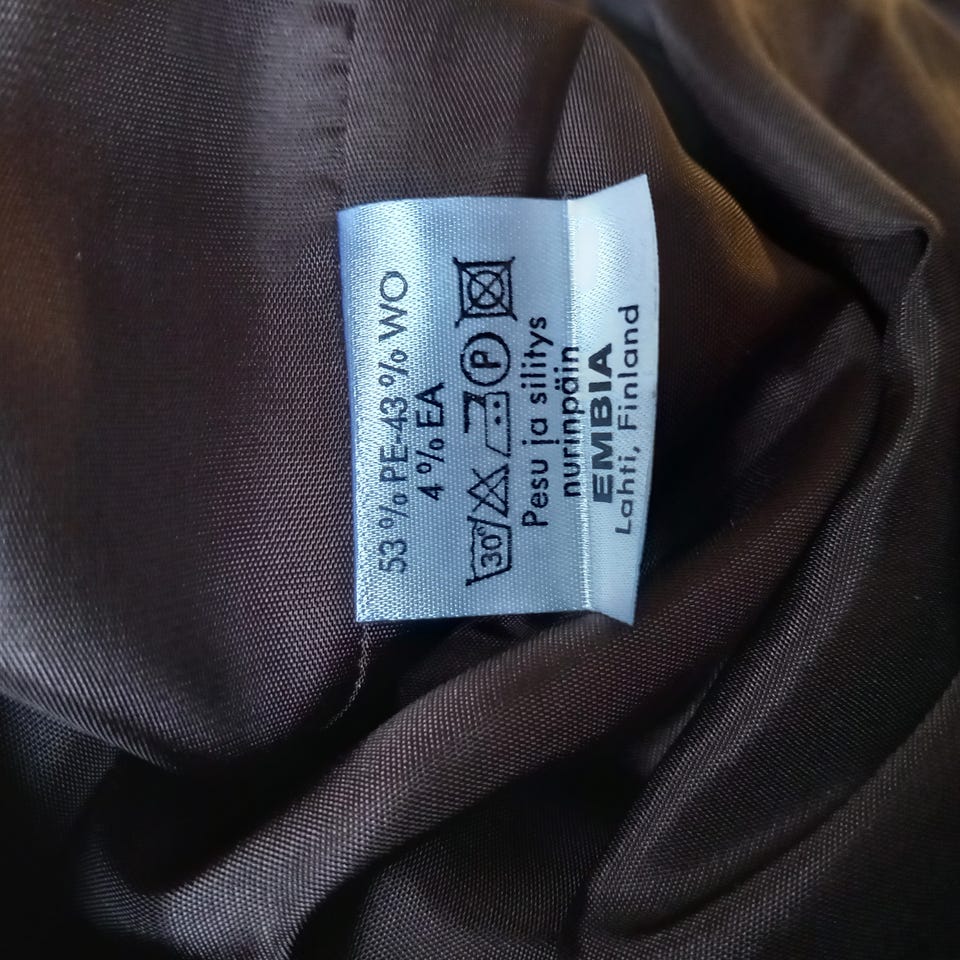 53 % PE-43 % WO
4 % EA
30° P
Pesu ja silitys
nurinpäin
EMBIA
Lahti, Finland